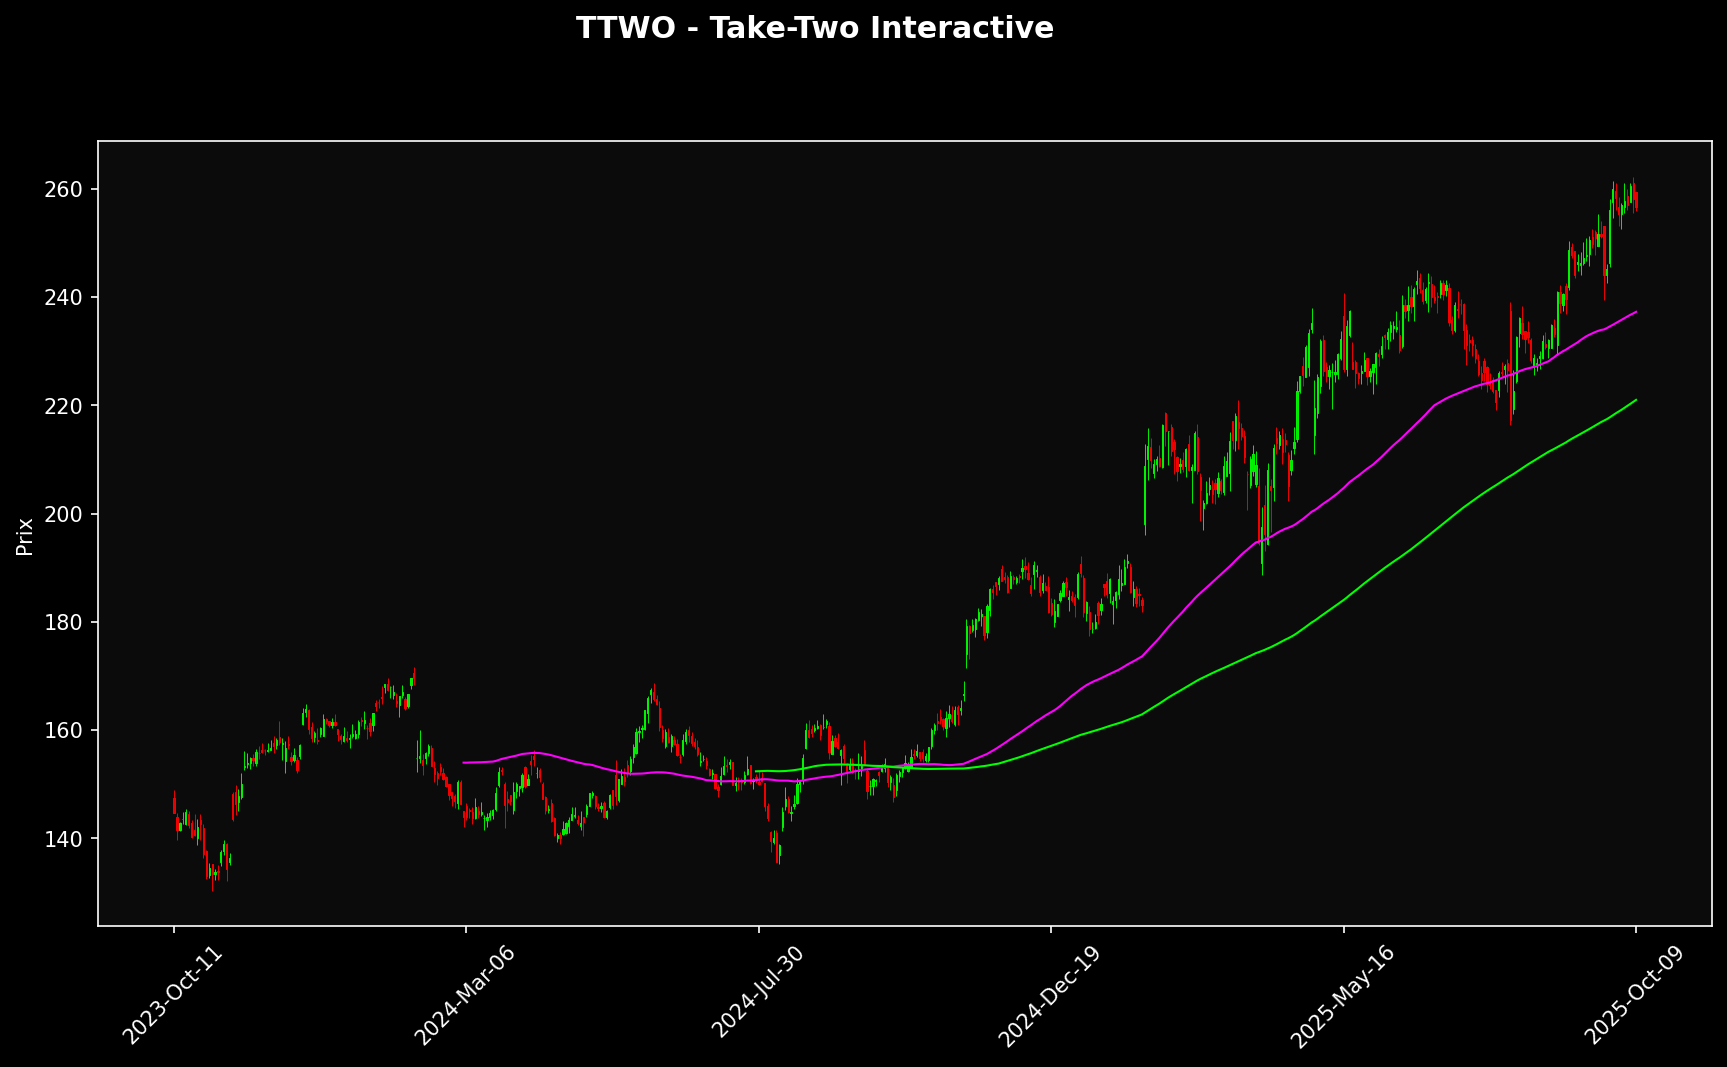 TTWO - Take-Two Interactive
Prix
260
240
220
200
180
160
140
2023-Oct-11
2024-Mar-06
2024-Jul-30
2024-Dec-19
2025-May-16
2025-Oct-09